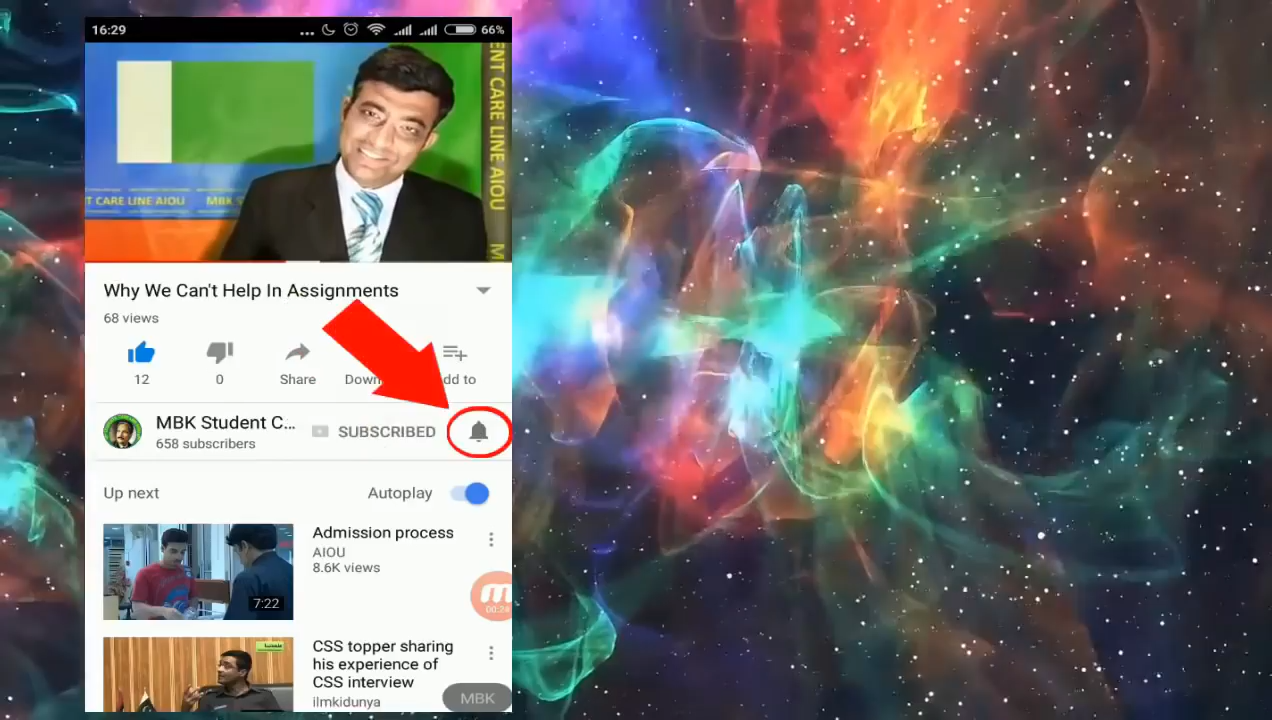 16:29
66%
ENT CARE LINE AIOU M
T CARE LINE AIOU MBK S
Why We Can't Help In Assignments
68 views
12
0
Share
Down
dd to
MBK Student C...
658 subscribers
SUBSCRIBED
Up next
Autoplay
Admission process
AIOU
8.6K views
7:22
00:24
CSS topper sharing
his experience of
CSS interview
ilmkidunya
MBK